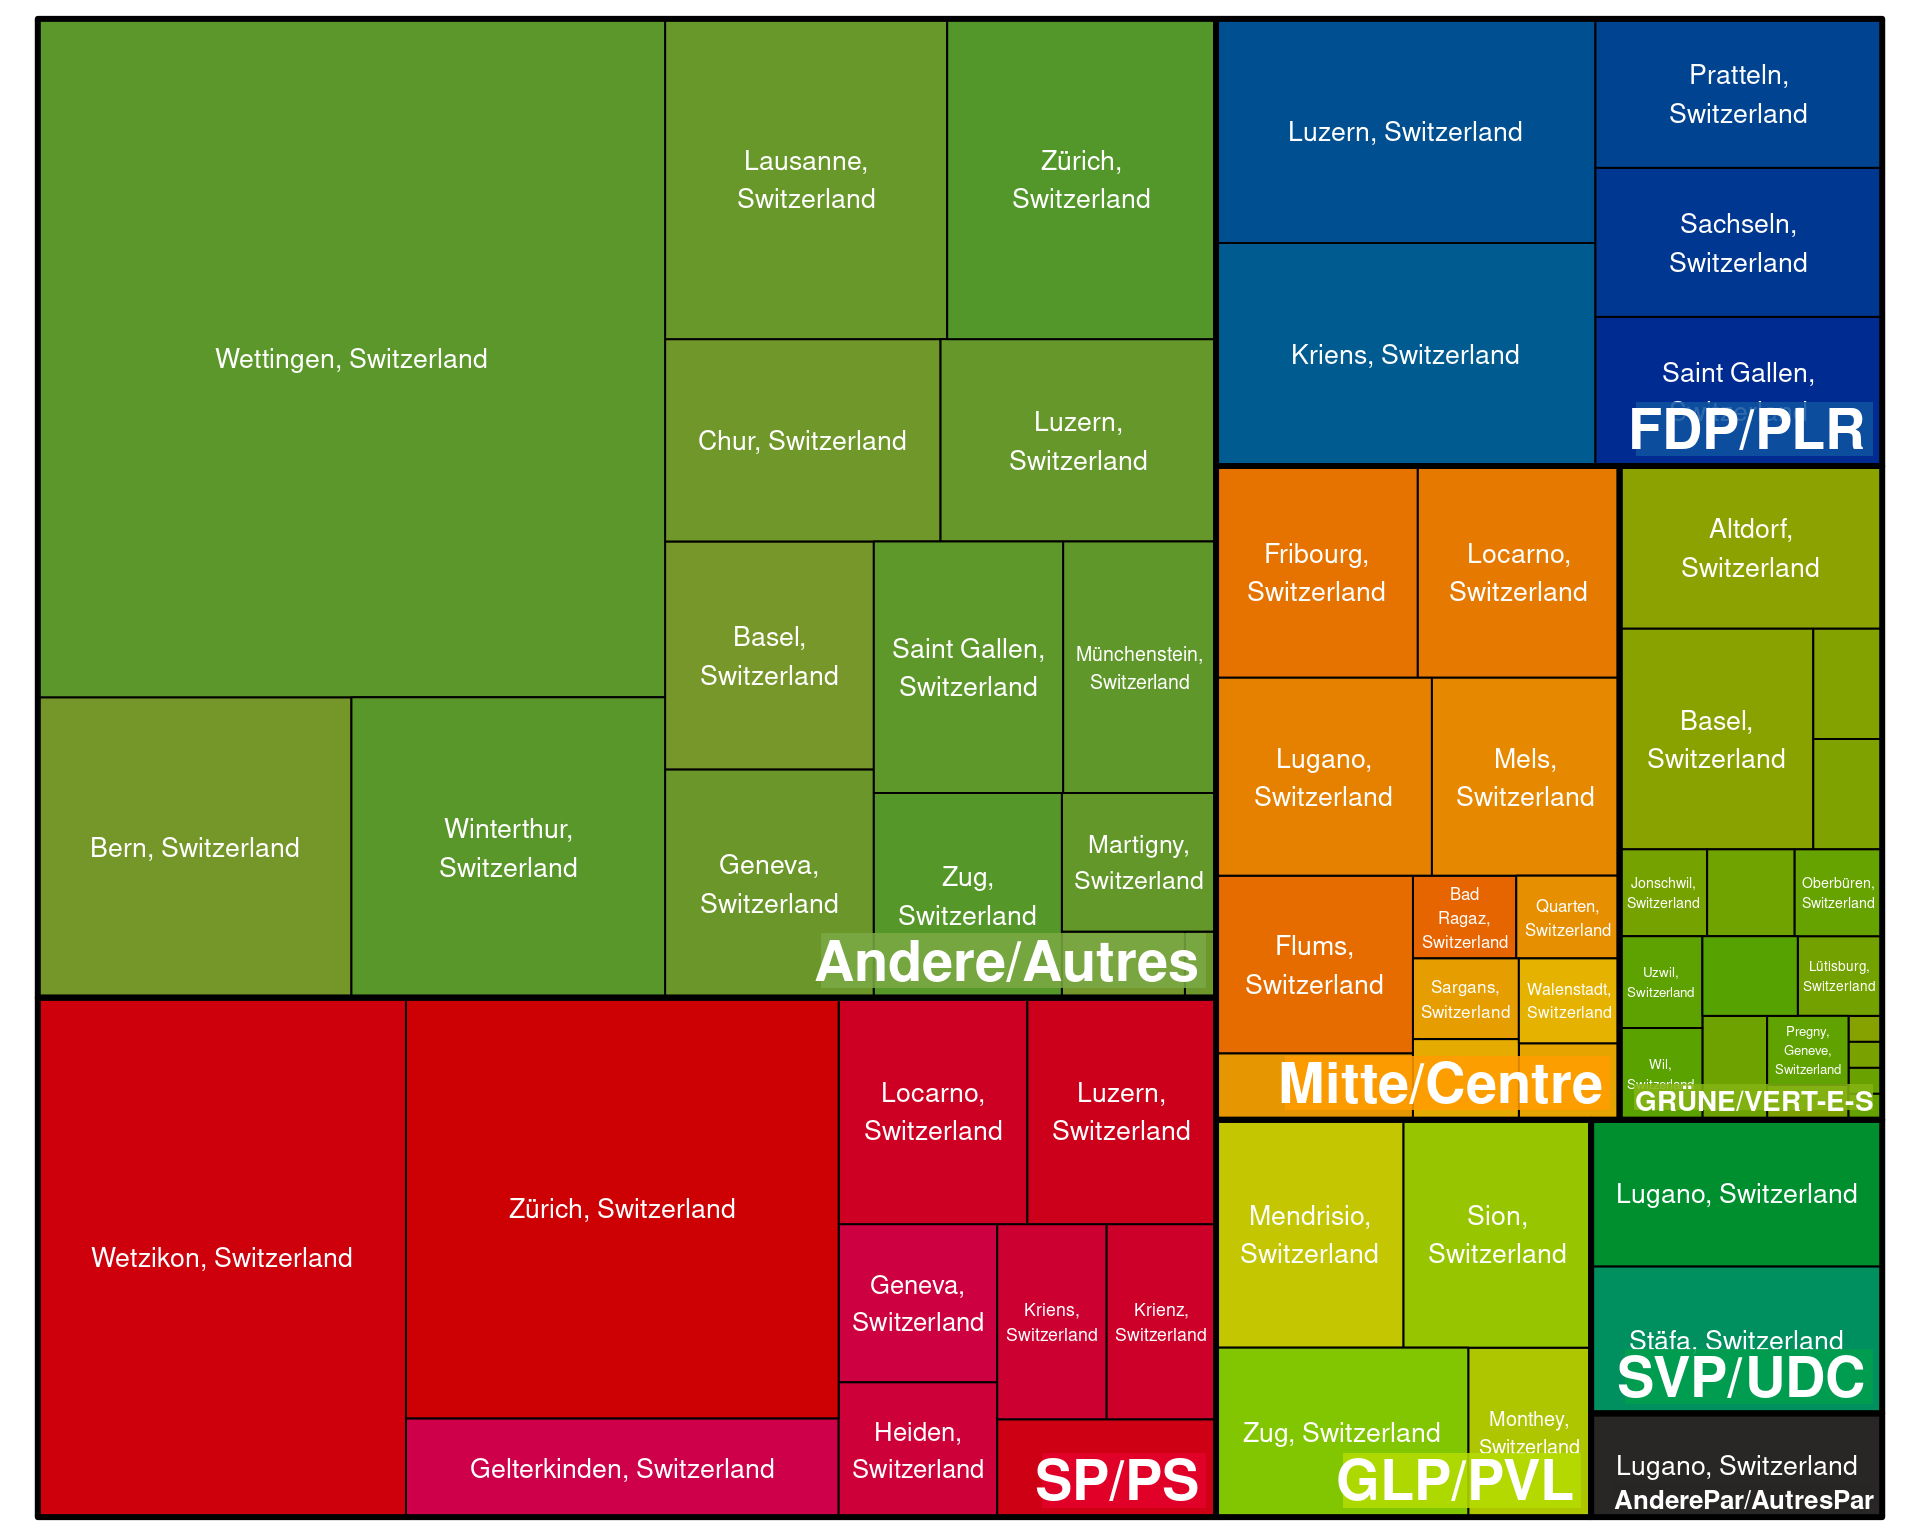 Wettingen, Switzerland
Lausanne,
Switzerland
Zürich,
Switzerland
Chur, Switzerland
Luzern,
Switzerland
Basel,
Switzerland
Saint Gallen,
Switzerland
Münchenstein,
Switzerland
Bern, Switzerland
Winterthur,
Switzerland
Geneva,
Switzerland
Zug,
Switzerland
Martigny,
Switzerland
Andere/Autres
Luzern, Switzerland
Pratteln,
Switzerland
Sachseln,
Switzerland
Kriens, Switzerland
Saint Gallen,
Switzerland
FDP/PLR
Fribourg,
Switzerland
Locarno,
Switzerland
Lugano,
Switzerland
Mels,
Switzerland
Flums,
Switzerland
Bad
Ragaz,
Switzerland
Quarten,
Switzerland
Sargans,
Switzerland
Walenstadt,
Switzerland
Mitte/Centre
Altdorf,
Switzerland
Basel,
Switzerland
Jonschwil,
Switzerland
Oberbüren,
Switzerland
Uzwil,
Switzerland
Lütisburg,
Switzerland
Wil,
Switzerland
Pregny,
Geneve,
Switzerland
GRÜNE/VERT-E-S
Wetzikon, Switzerland
Zürich, Switzerland
Gelterkinden, Switzerland
Locarno,
Switzerland
Luzern,
Switzerland
Geneva,
Switzerland
Kriens,
Switzerland
Krienz,
Switzerland
Heiden,
Switzerland
SP/PS
Mendrisio,
Switzerland
Sion,
Switzerland
Zug, Switzerland
Monthey,
Switzerland
GLP/PVL
Lugano, Switzerland
Stäfa, Switzerland
SVP/UDC
Lugano, Switzerland
AnderePar/AutresPar